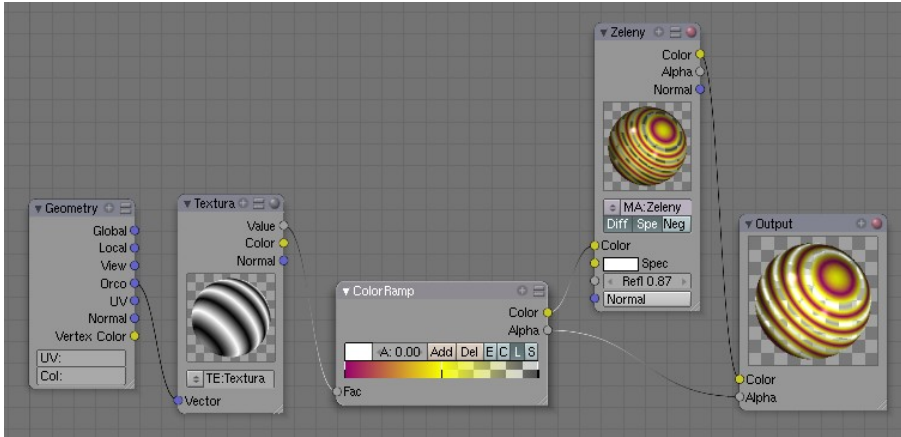 Geometry
Global
Local
View
Orco
UV
Normal
Vertex Color
UV:
Col:
Textura
Value
Color
Normal
TE:Textura
Vector
ColorRamp
Color
Alpha
A: 0.00 Add Del E C L S
Fac
Zeleny
Color
Alpha
Normal
MA:Zeleny
Diff Spe Neg
Color
Spec
Refl 0.87
Normal
Output
Color
Alpha